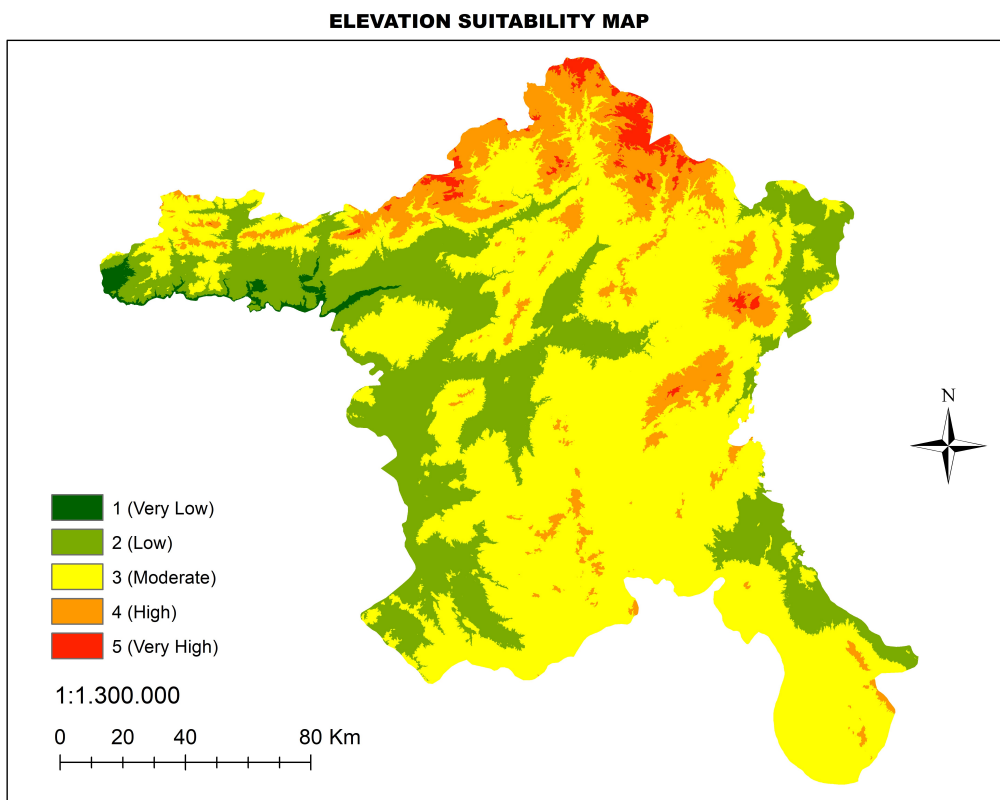 ELEVATION SUITABILITY MAP
N
1 (Very Low)
2 (Low)
3 (Moderate)
4 (High)
5 (Very High)
1:1.300.000
0 20 40 80 Km